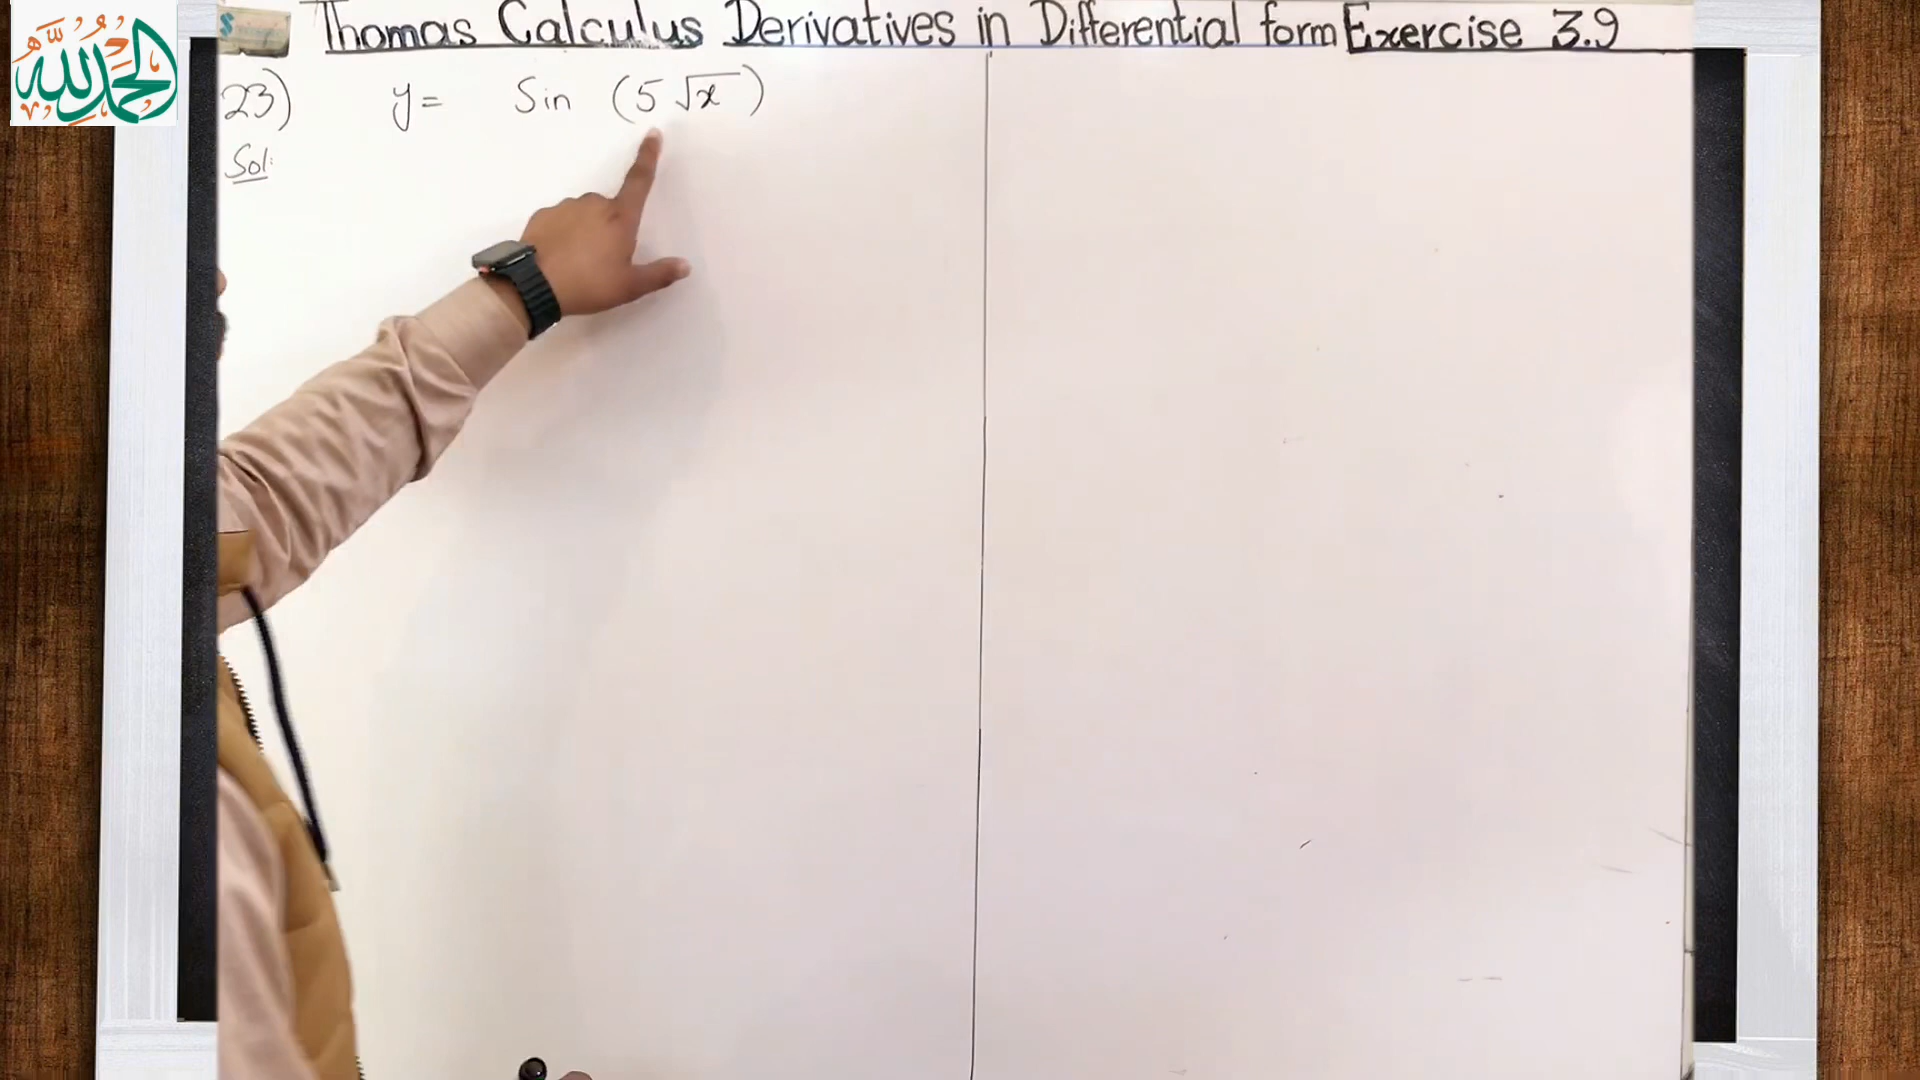 الحمد لله
Thomas Calculus Derivatives in Differential form Exercise 3.9
23) y = Sin (5 √x )
Sol: